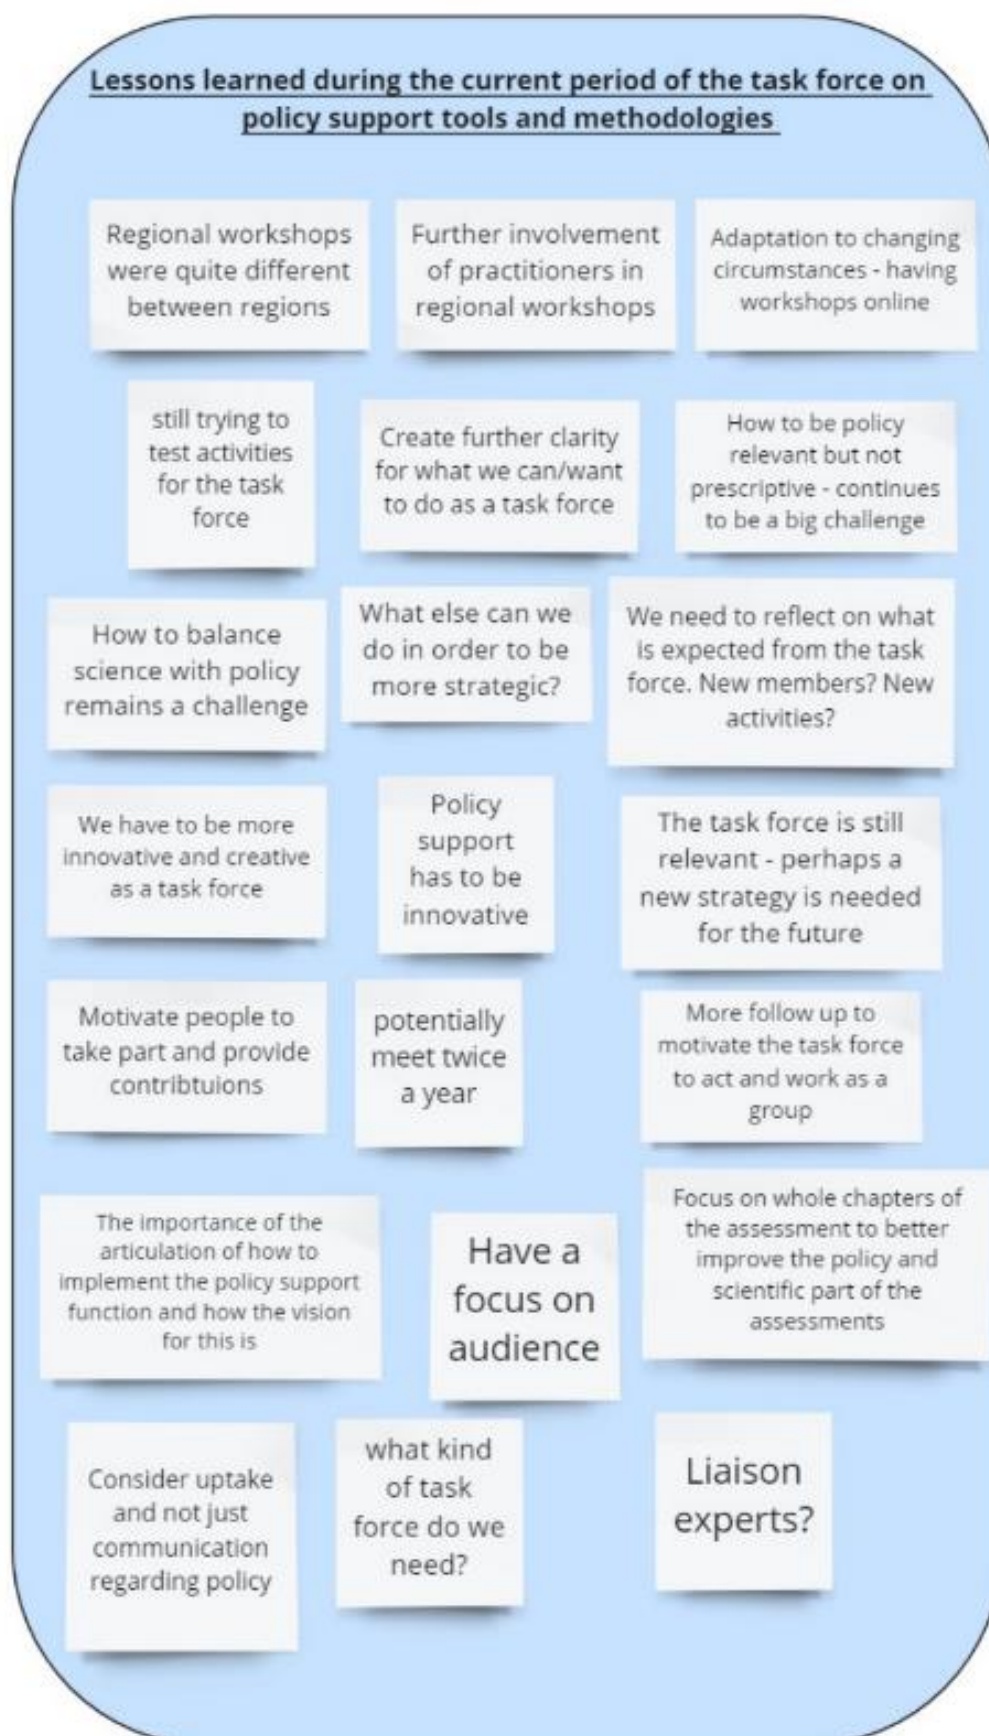 Lessons learned during the current period of the task force on
policy support tools and methodologies
Regional workshops
were quite different
between regions
Further involvement
of practitioners in
regional workshops
Adaptation to changing
circumstances - having
workshops online
still trying to
test activities
for the task
force
Create further clarity
for what we can/want
to do as a task force
How to be policy
relevant but not
prescriptive - continues
to be a big challenge
How to balance
science with policy
remains a challenge
What else can we
do in order to be
more strategic?
We need to reflect on what
is expected from the task
force. New members? New
activities?
We have to be more
innovative and creative
as a task force
Policy
support
has to be
innovative
The task force is still
relevant - perhaps a
new strategy is needed
for the future
Motivate people to
take part and provide
contribtuions
potentially
meet twice
a year
More follow up to
motivate the task force
to act and work as a
group
The importance of the
articulation of how to
implement the policy support
function and how the vision
for this is
Have a
focus on
audience
Focus on whole chapters of
the assessment to better
improve the policy and
scientific part of the
assessments
Consider uptake
and not just
communication
regarding policy
what kind
of task
force do we
need?
Liaison
experts?